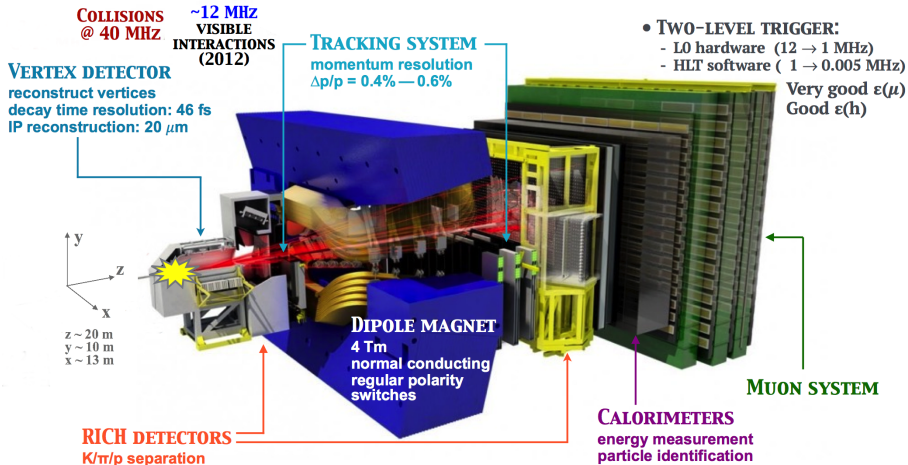 COLLISIONS
@ 40 MHZ
~12 MHZ
VISIBLE
INTERACTIONS
(2012)
TRACKING SYSTEM
momentum resolution
Δp/p = 0.4% — 0.6%
• TWO-LEVEL TRIGGER:
- L0 hardware (12 → 1 MHz)
- HLT software ( 1 → 0.005 MHz)
Very good ε(μ)
Good ε(h)
VERTEX DETECTOR
reconstruct vertices
decay time resolution: 46 fs
IP reconstruction: 20 μm
y
z
x
z ~ 20 m
y ~ 10 m
x ~ 13 m
DIPOLE MAGNET
4 Tm
normal conducting
regular polarity
switches
MUON SYSTEM
RICH DETECTORS
K/π/p separation
CALORIMETERS
energy measurement
particle identification